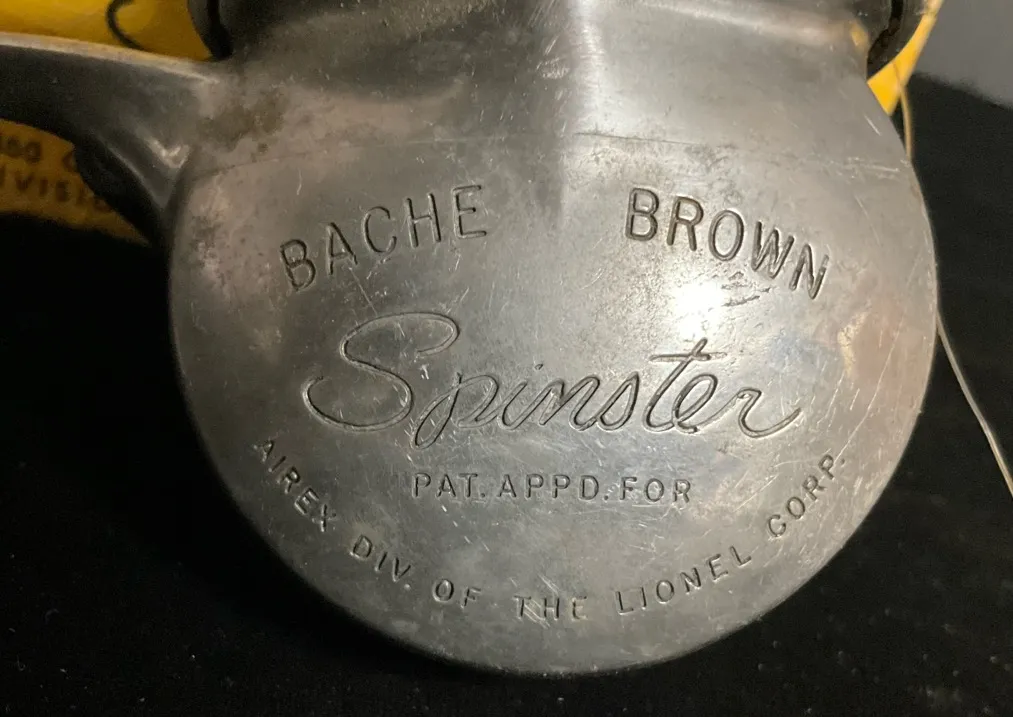 BACHE BROWN
Spinster
PAT. APPD. FOR
AIREX DIV. OF THE LIONEL CORP.